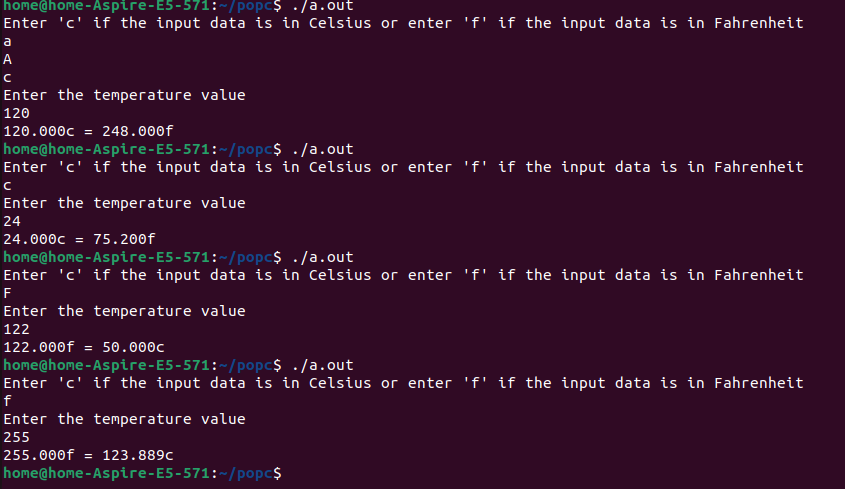 home@home-Aspire-E5-571:~/popc$ ./a.out
Enter 'c' if the input data is in Celsius or enter 'f' if the input data is in Fahrenheit
a
A
c
Enter the temperature value
120
120.000c = 248.000f
home@home-Aspire-E5-571:~/popc$ ./a.out
Enter 'c' if the input data is in Celsius or enter 'f' if the input data is in Fahrenheit
c
Enter the temperature value
24
24.000c = 75.200f
home@home-Aspire-E5-571:~/popc$ ./a.out
Enter 'c' if the input data is in Celsius or enter 'f' if the input data is in Fahrenheit
F
Enter the temperature value
122
122.000f = 50.000c
home@home-Aspire-E5-571:~/popc$ ./a.out
Enter 'c' if the input data is in Celsius or enter 'f' if the input data is in Fahrenheit
f
Enter the temperature value
255
255.000f = 123.889c
home@home-Aspire-E5-571:~/popc$